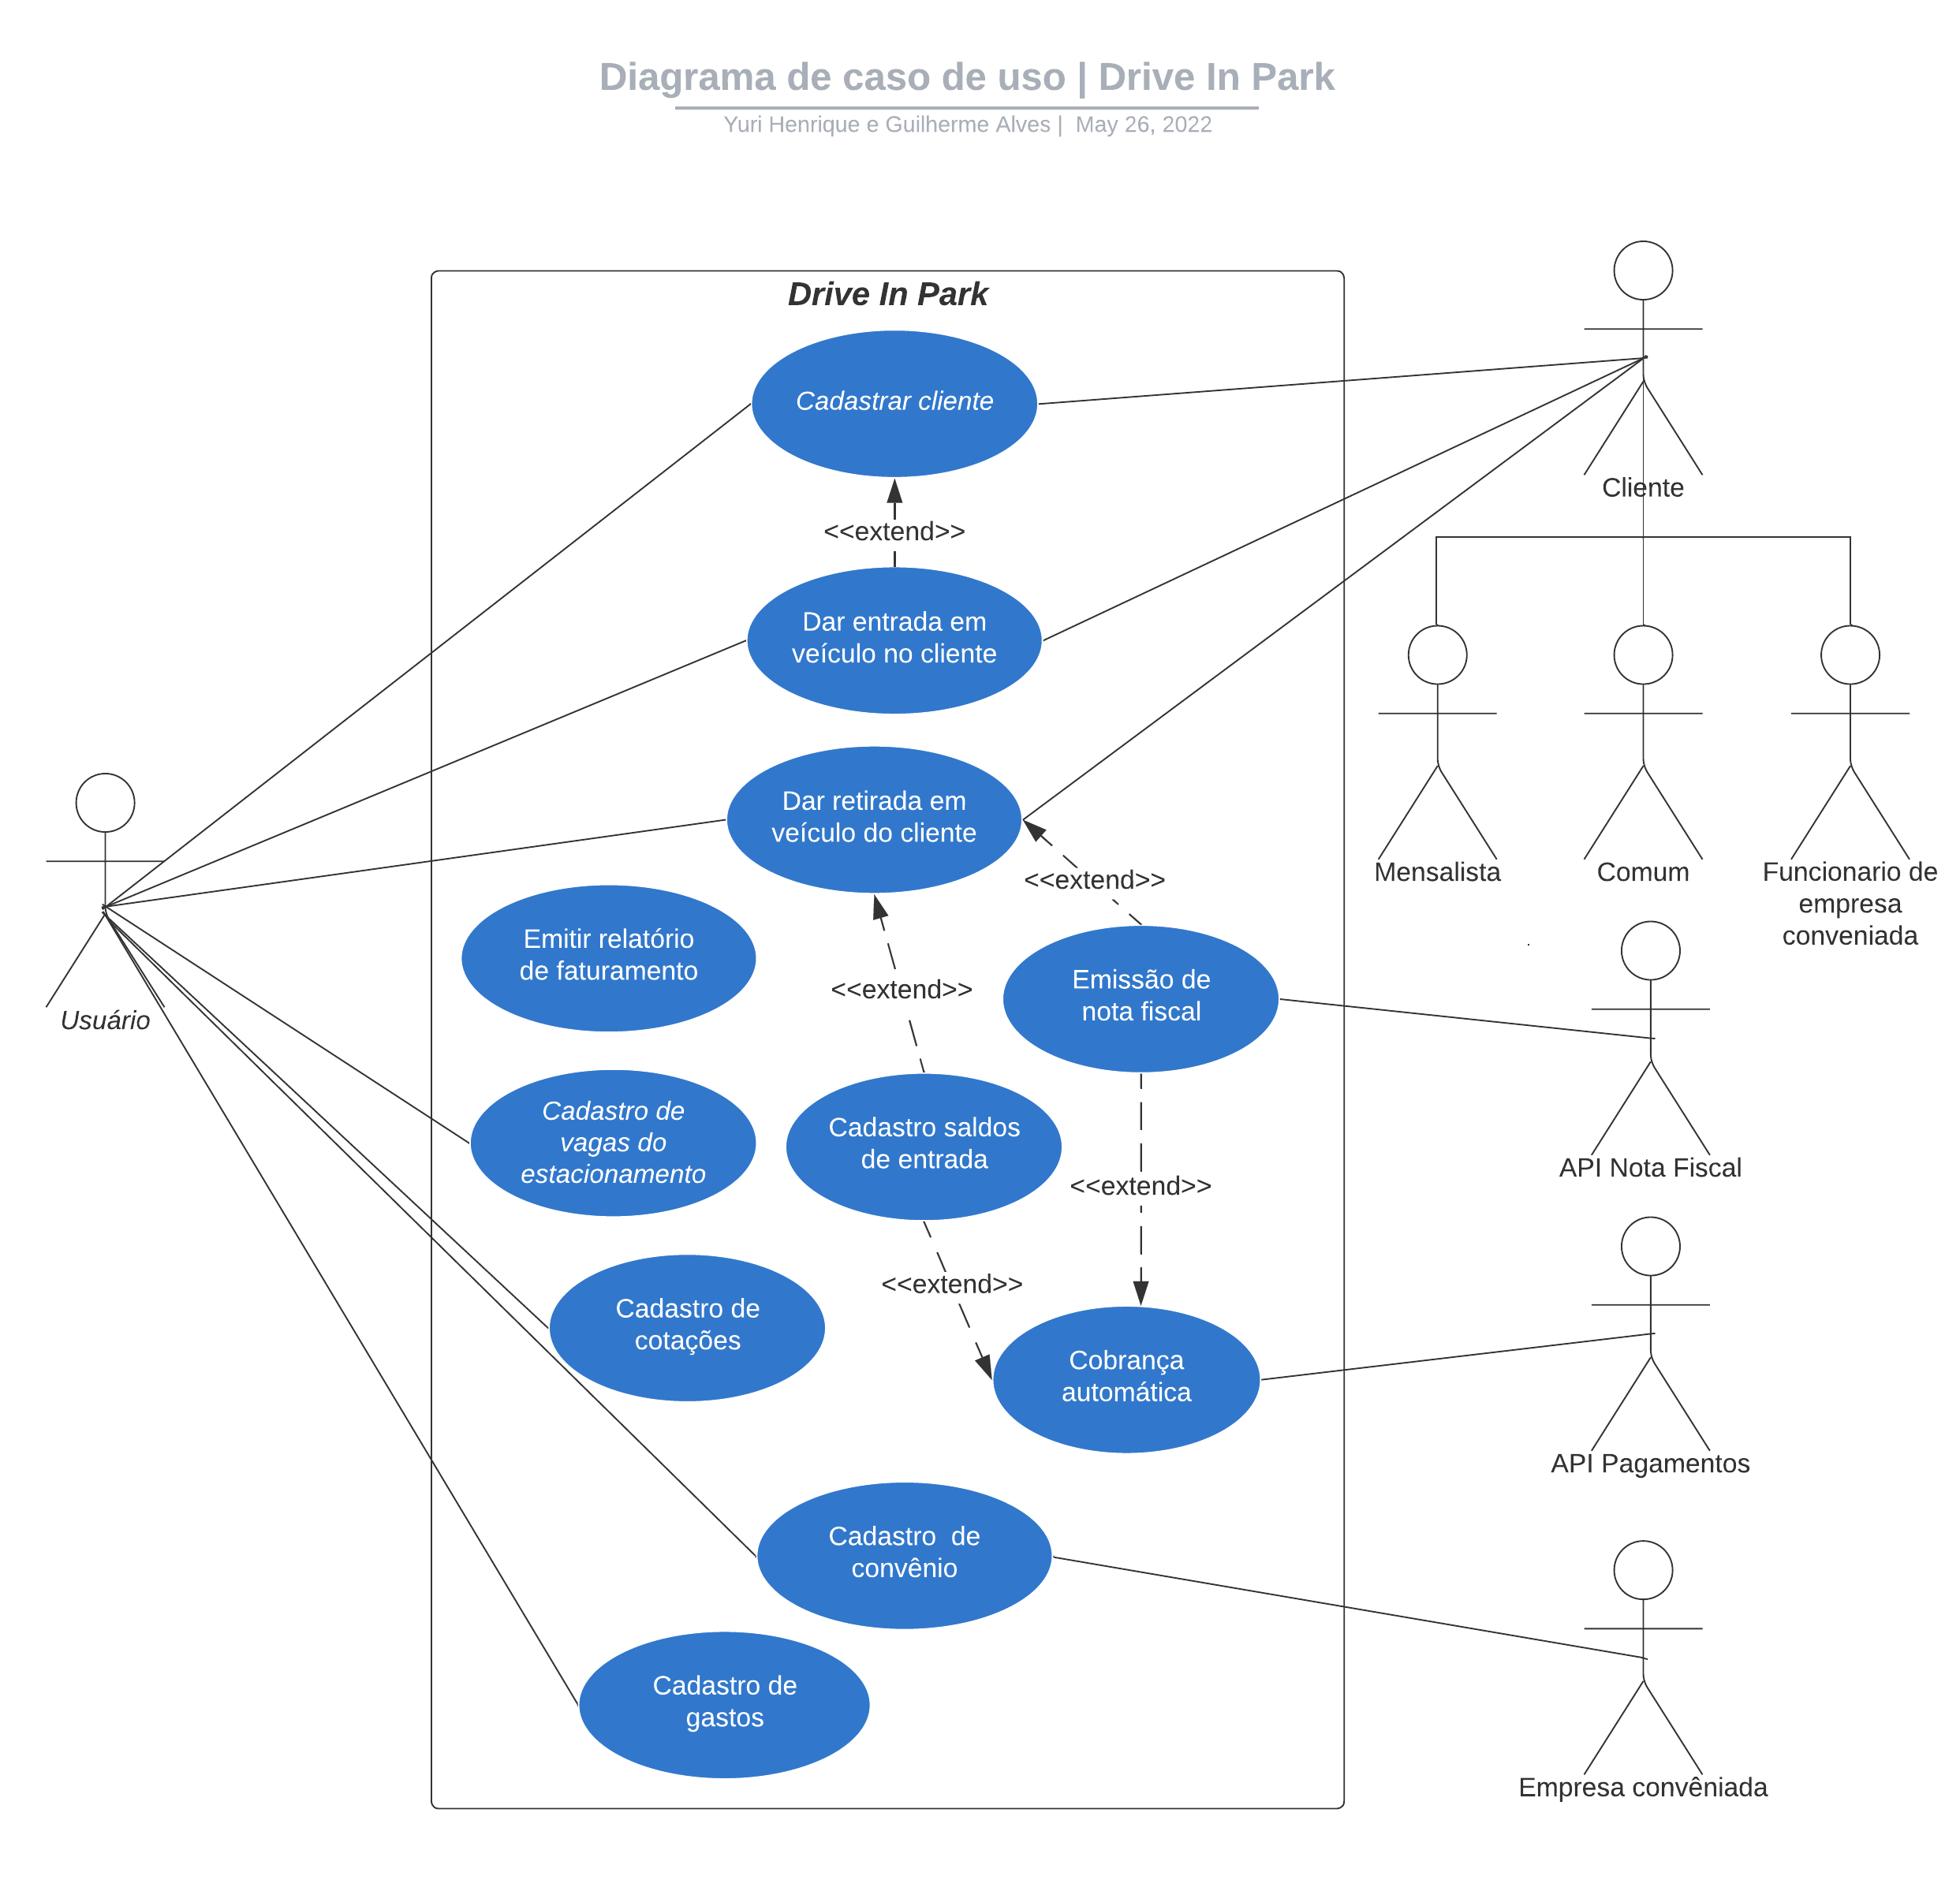 Diagrama de caso de uso | Drive In Park
Yuri Henrique e Guilherme Alves | May 26, 2022
Drive In Park
Cadastrar cliente
<<extend>>
Dar entrada em
veículo no cliente
Dar retirada em
veículo do cliente
<<extend>>
Emitir relatório
de faturamento
<<extend>>
Emissão de
nota fiscal
Cadastro de
vagas do
estacionamento
Cadastro saldos
de entrada
<<extend>>
<<extend>>
Cadastro de
cotações
Cobrança
automática
Cadastro  de
convênio
Cadastro de
gastos
Usuário
Cliente
Mensalista
Comum
Funcionario de
empresa
conveniada
API Nota Fiscal
API Pagamentos
Empresa convêniada